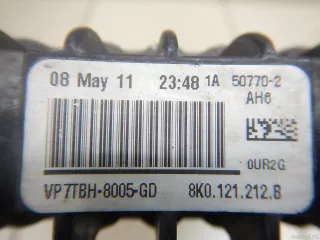 08 May 11 23:48 1A 50770-2
AH6
0UR2G
VP7TBH-8005-GD 8K0.121.212.B